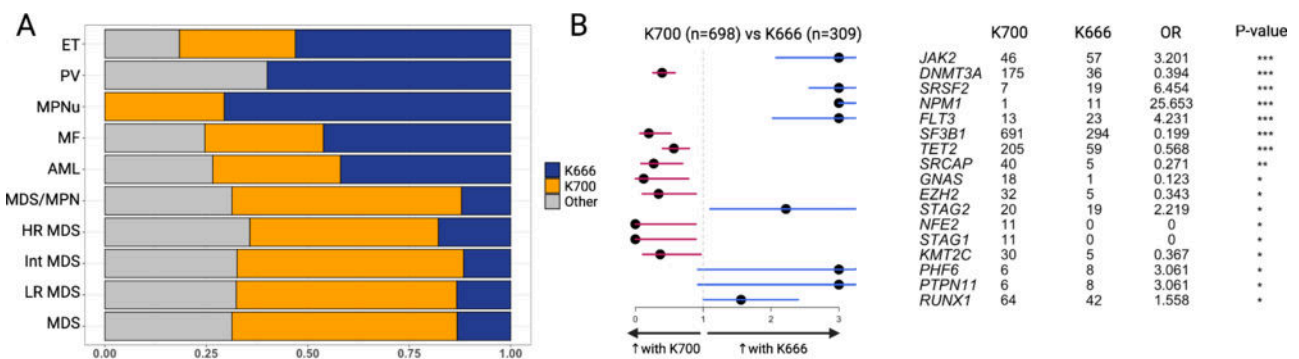 A
ET
PV
MPNu
MF
AML
MDS/MPN
HR MDS
Int MDS
LR MDS
MDS
0.00 0.25 0.50 0.75 1.00
K666
K700
Other
B
K700 (n=698) vs K666 (n=309)
K700 K666 OR P-value
JAK2 46 57 3.201 ***
DNMT3A 175 36 0.394 ***
SRSF2 7 19 6.454 ***
NPM1 1 11 25.653 ***
FLT3 13 23 4.231 ***
SF3B1 691 294 0.199 ***
TET2 205 59 0.568 ***
SRCAP 40 5 0.271 **
GNAS 18 1 0.123 *
EZH2 32 5 0.343 *
STAG2 20 19 2.219 *
NFE2 11 0 0 *
STAG1 11 0 0 *
KMT2C 30 5 0.367 *
PHF6 6 8 3.061 *
PTPN11 6 8 3.061 *
RUNX1 64 42 1.558 *
0 1 2 3
↑with K700 ↑with K666